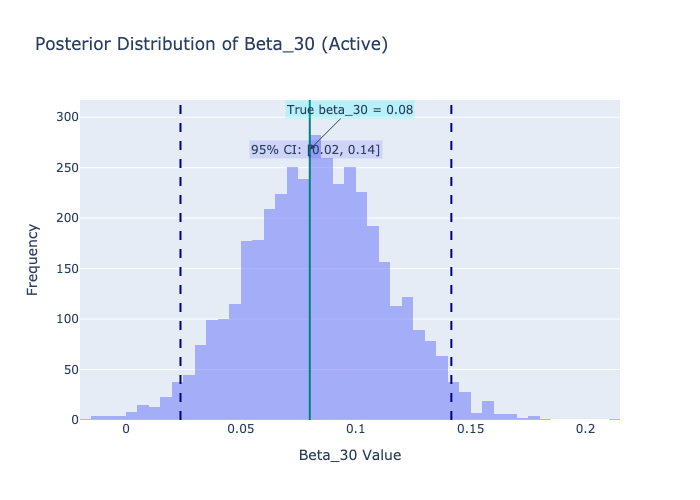 Posterior Distribution of Beta_30 (Active)
True beta_30 = 0.08
95% CI: [0.02, 0.14]
300
250
200
150
100
50
0
Frequency
0
0.05
0.1
0.15
0.2
Beta_30 Value